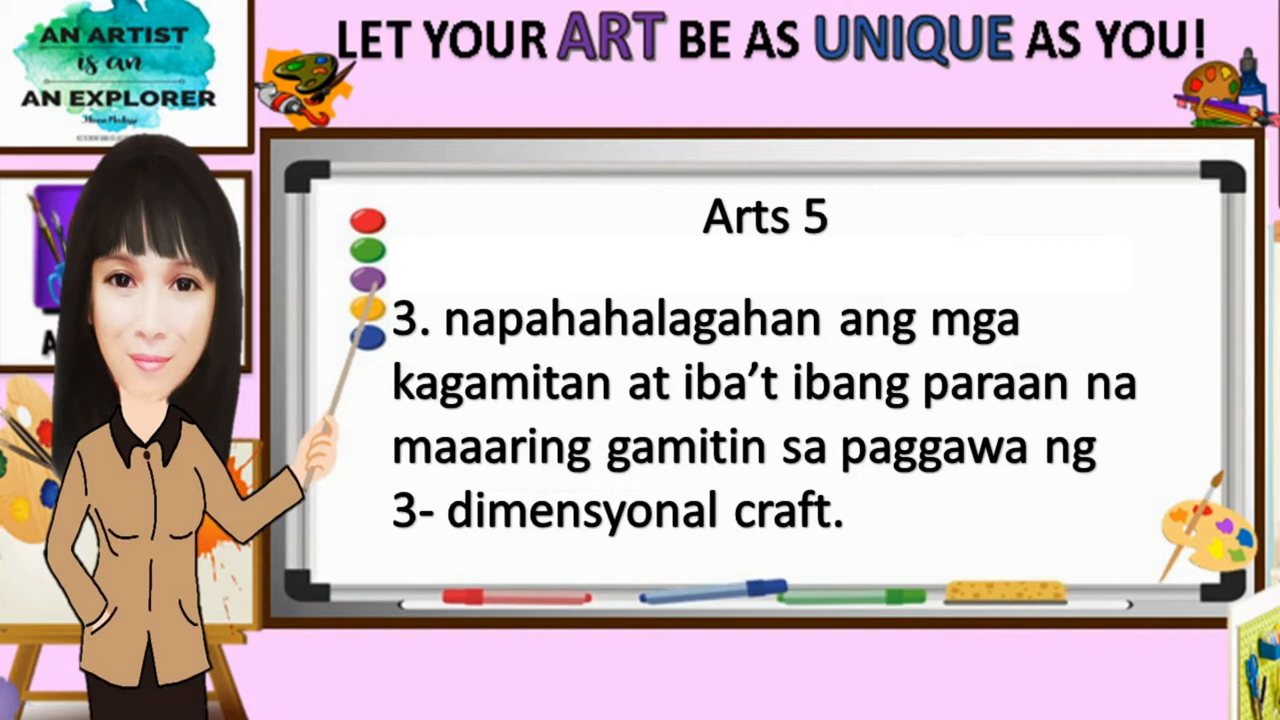 AN ARTIST
is an
AN EXPLORER
LET YOUR ART BE AS UNIQUE AS YOU!
Arts 5
3. napahahalagahan ang mga
kagamitan at iba't ibang paraan na
maaaring gamitin sa paggawa ng
3- dimensyonal craft.